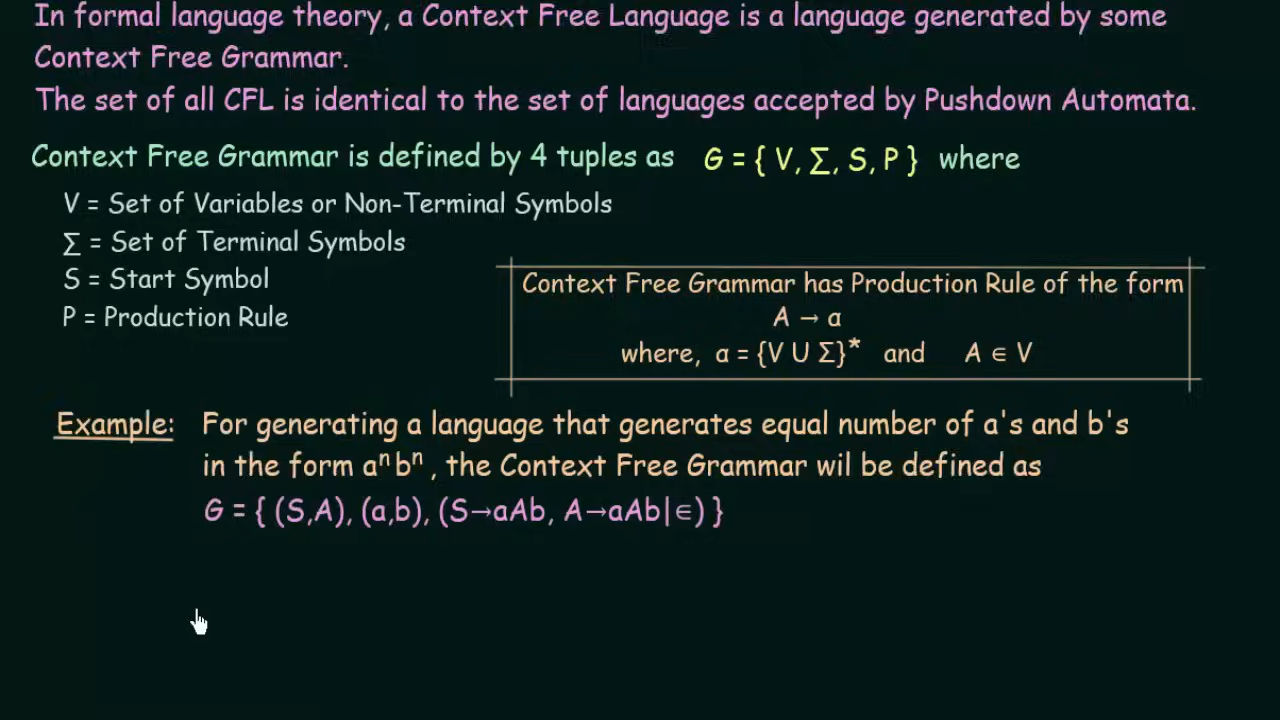 In formal language theory, a Context Free Language is a language generated by some
Context Free Grammar.
The set of all CFL is identical to the set of languages accepted by Pushdown Automata.
Context Free Grammar is defined by 4 tuples as G = { V, Σ, S, P } where
V = Set of Variables or Non-Terminal Symbols
Σ = Set of Terminal Symbols
S = Start Symbol
P = Production Rule
Context Free Grammar has Production Rule of the form
A → a
where, a = {V U Σ}* and A ∈ V
Example: For generating a language that generates equal number of a's and b's
in the form aⁿbⁿ, the Context Free Grammar wil be defined as
G = { (S,A), (a,b), (S→aAb, A→aAb|∈) }